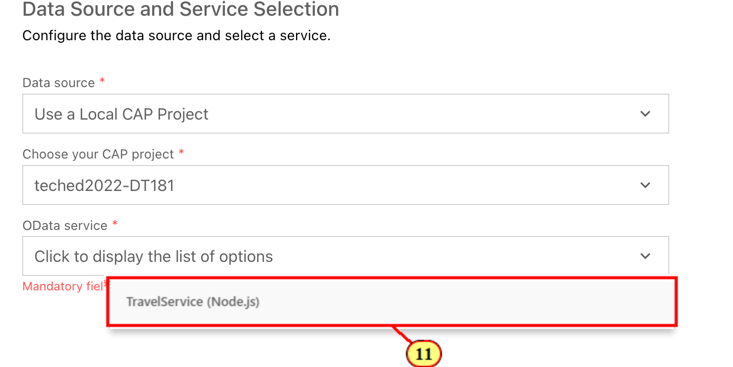 Data Source and Service Selection
Configure the data source and select a service.
Data source *
Use a Local CAP Project
Choose your CAP project *
teched2022-DT181
OData service *
Click to display the list of options
Mandatory
TravelService (Node.js)
11